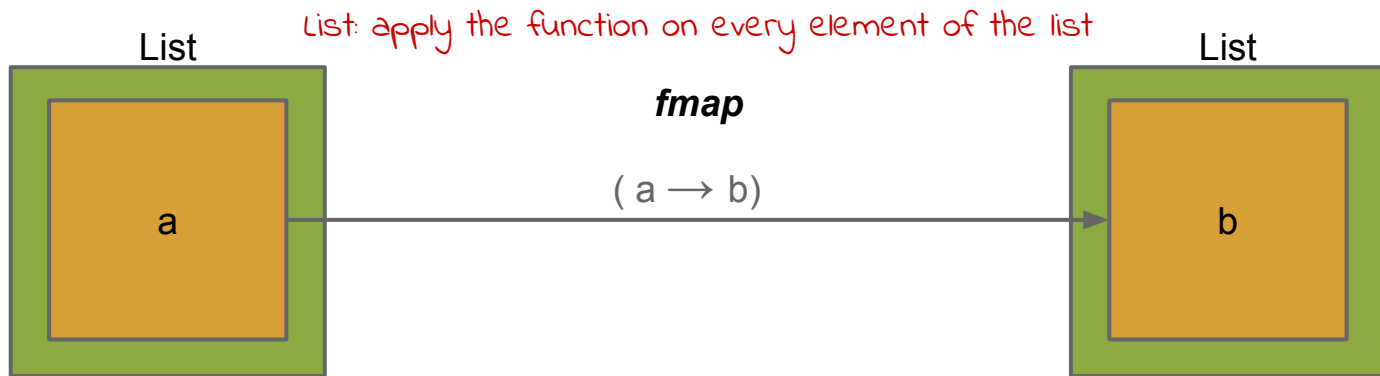 List: apply the function on every element of the list
List
List
fmap
( a → b)
a
b